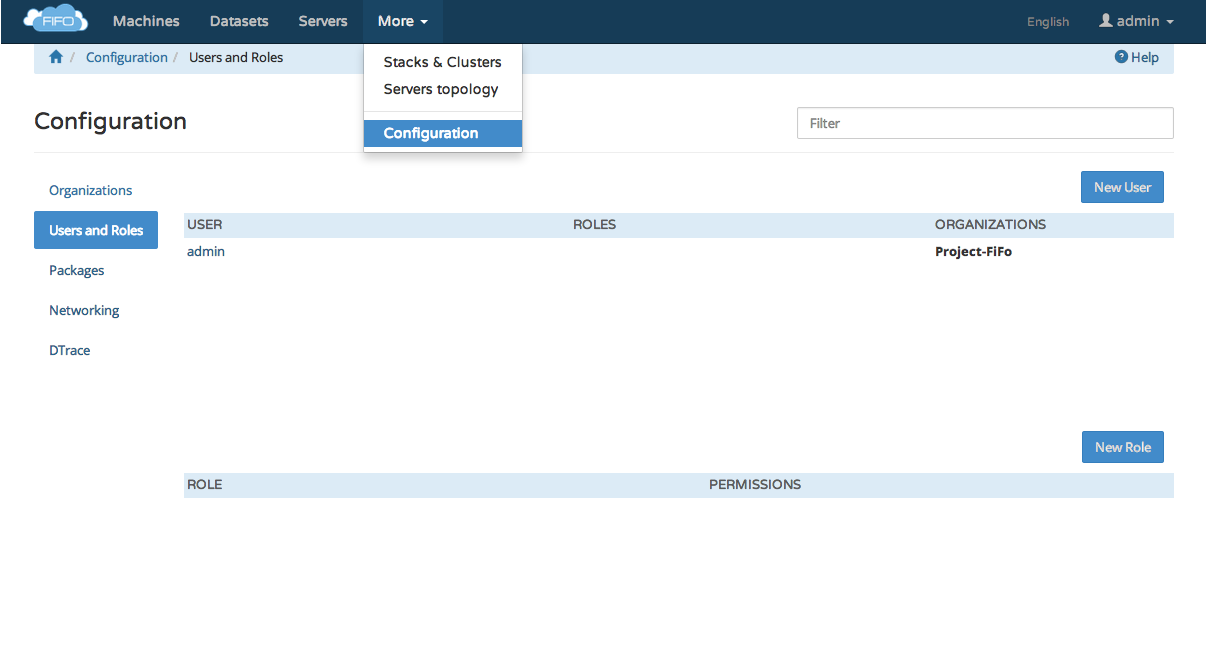 FIFO Machines Datasets Servers More English admin
/ Configuration / Users and Roles Help
Stacks & Clusters
Servers topology
Configuration
Configuration
Filter
Organizations
Users and Roles
Packages
Networking
DTrace
New User
USER ROLES ORGANIZATIONS
admin Project-FiFo
New Role
ROLE PERMISSIONS